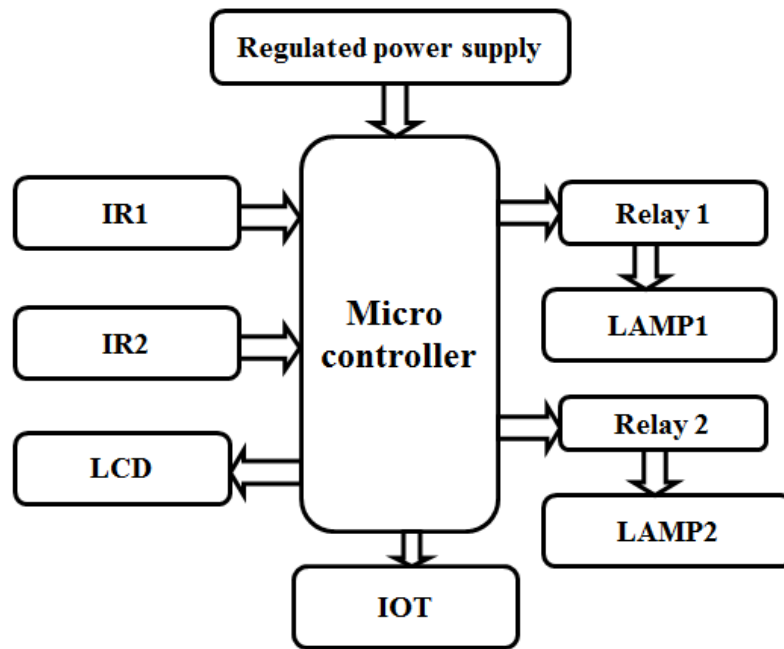 Regulated power supply
IR1
Relay 1
LAMP1
Micro
controller
IR2
Relay 2
LCD
LAMP2
IOT